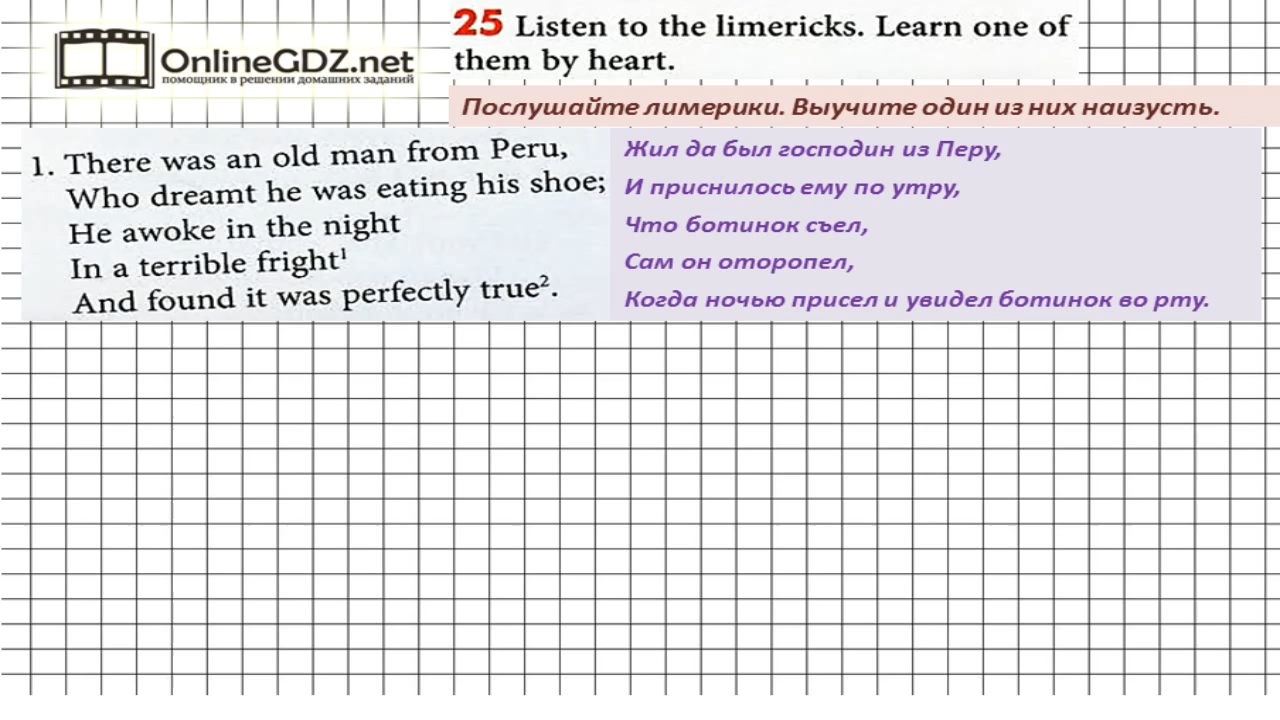 OnlineGDZ.net
помощник в решении домашних заданий
25 Listen to the limericks. Learn one of
them by heart.
Послушайте лимерики. Выучите один из них наизусть.
1. There was an old man from Peru,
Who dreamt he was eating his shoe;
He awoke in the night
In a terrible fright¹
And found it was perfectly true².
Жил да был господин из Перу,
И приснилось ему по утру,
Что ботинок съел,
Сам он оторопел,
Когда ночью присел и увидел ботинок во рту.